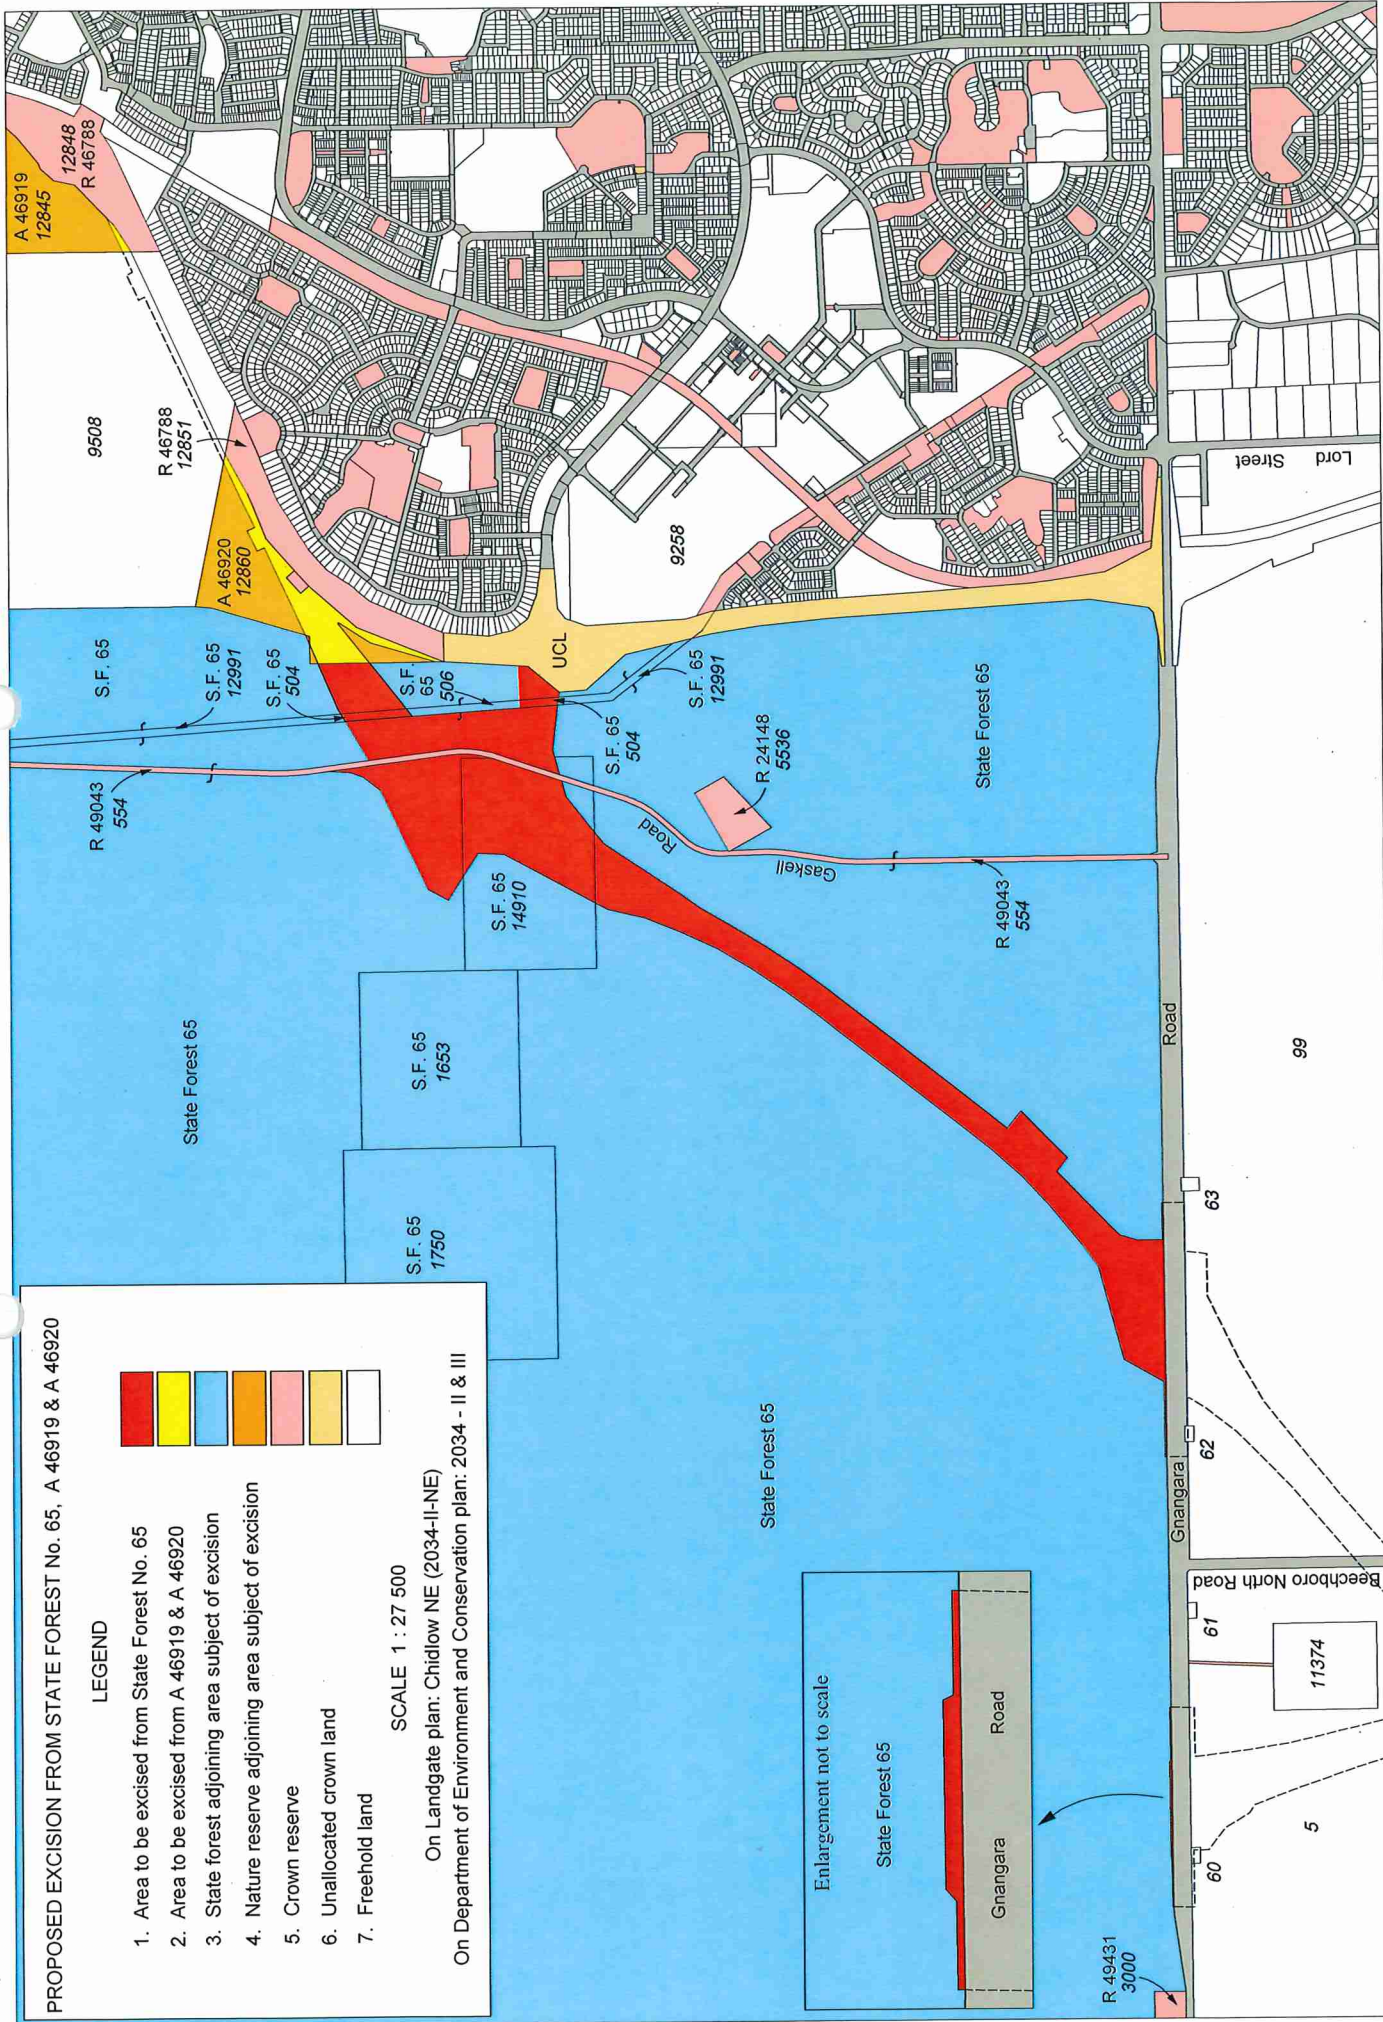 PROPOSED EXCISION FROM STATE FOREST No. 65, A 46919 & A 46920
LEGEND
1. Area to be excised from State Forest No. 65
2. Area to be excised from A 46919 & A 46920
3. State forest adjoining area subject of excision
4. Nature reserve adjoining area subject of excision
5. Crown reserve
6. Unallocated crown land
7. Freehold land
SCALE 1 : 27 500
On Landgate plan: Chidlow NE (2034-II-NE)
On Department of Environment and Conservation plan: 2034 - II & III
State Forest 65
S.F. 65
1750
S.F. 65
1653
S.F. 65
14910
R 49043
554
S.F. 65
S.F. 65
12991
S.F. 65
504
S.F.
65
506
A 46920
12860
R 46788
12851
9508
A 46919
12845
12848
R 46788
UCL
9258
S.F. 65
504
S.F. 65
12991
R 24148
5536
Road
Gaskell
State Forest 65
R 49043
554
State Forest 65
Enlargement not to scale
State Forest 65
Gnangara Road
R 49431
3000
Gnangara Road
60
5
61
11374
Beechboro North Road
62
63
99
Lord
Street